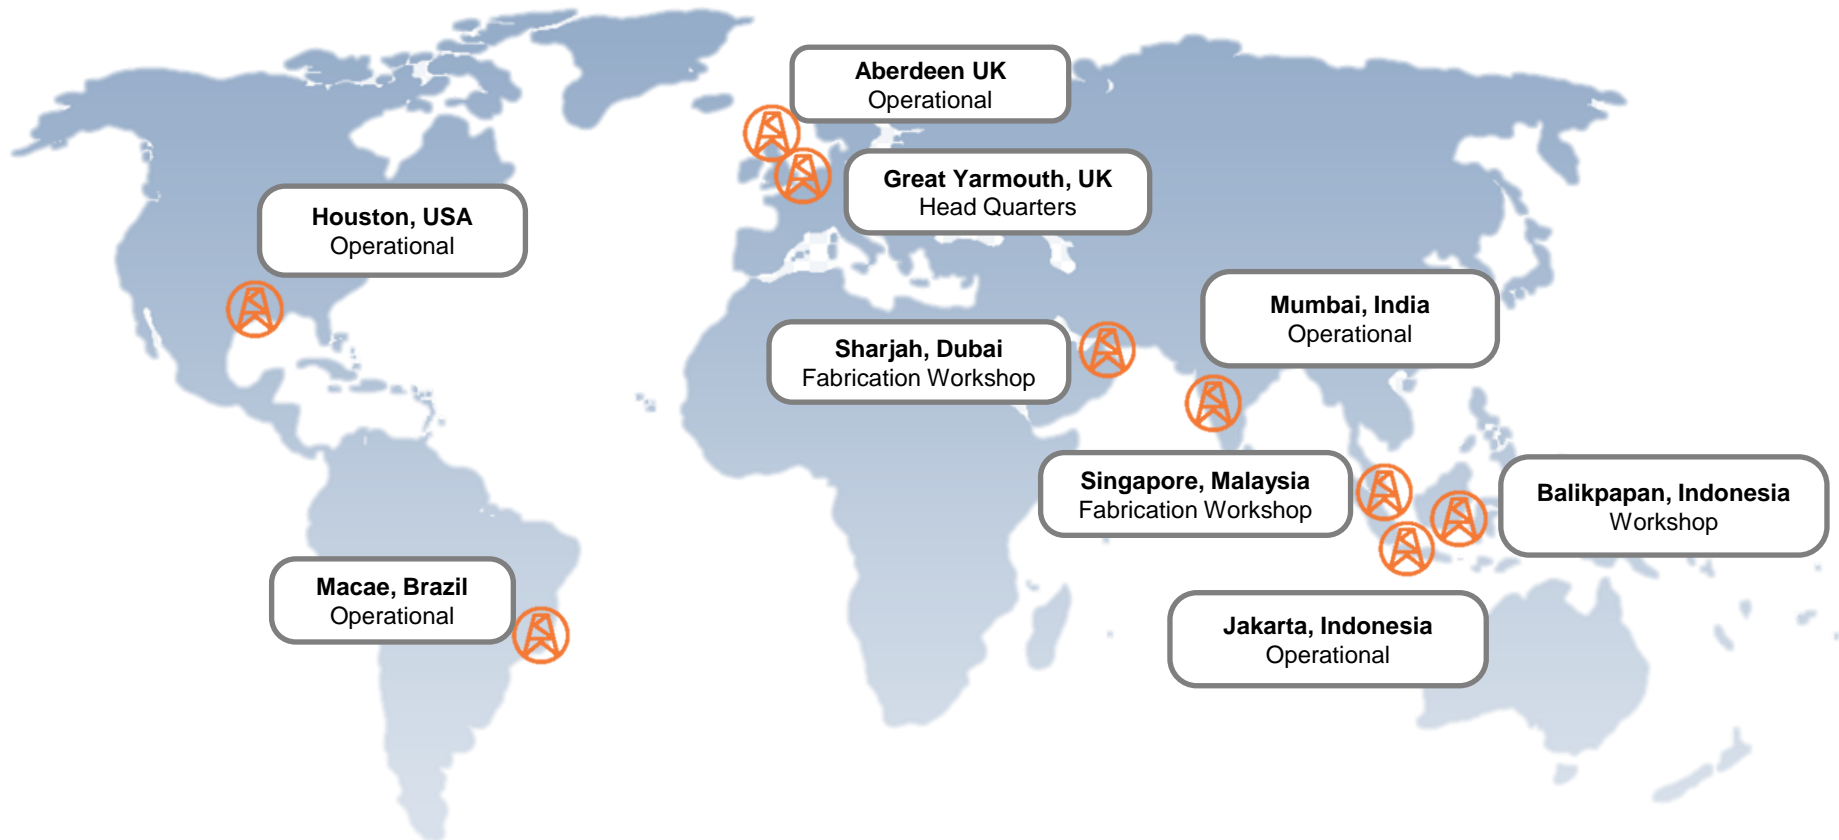 Aberdeen UK
Operational
Great Yarmouth, UK
Head Quarters
Houston, USA
Operational
Mumbai, India
Operational
Sharjah, Dubai
Fabrication Workshop
Singapore, Malaysia
Fabrication Workshop
Balikpapan, Indonesia
Workshop
Macae, Brazil
Operational
Jakarta, Indonesia
Operational